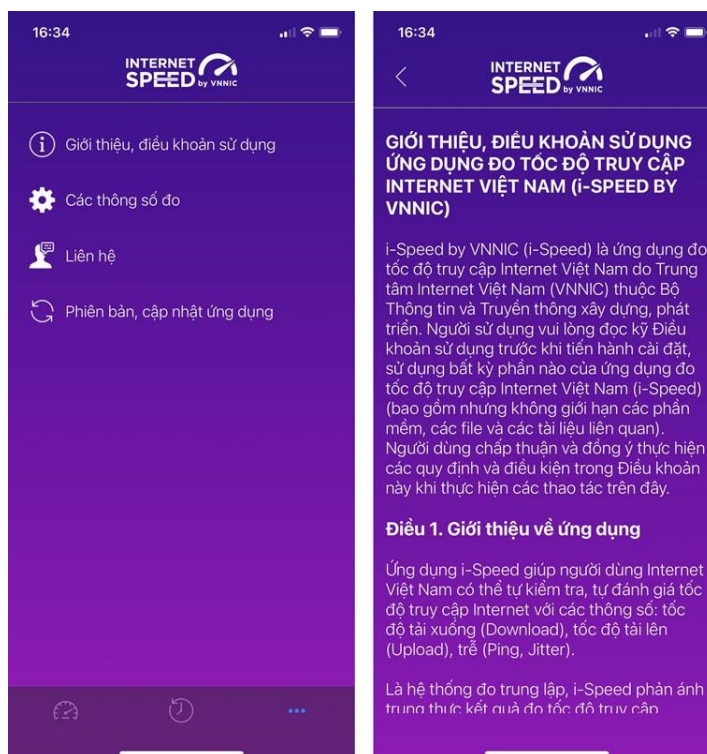 16:34
INTERNET
SPEED by VNNIC
Giới thiệu, điều khoản sử dụng
Các thông số đo
Liên hệ
Phiên bản, cập nhật ứng dụng
16:34
INTERNET
SPEED by VNNIC
GIỚI THIỆU, ĐIỀU KHOẢN SỬ DỤNG
ỨNG DỤNG ĐO TỐC ĐỘ TRUY CẬP
INTERNET VIỆT NAM (i-SPEED BY
VNNIC)
i-Speed by VNNIC (i-Speed) là ứng dụng đo
tốc độ truy cập Internet Việt Nam do Trung
tâm Internet Việt Nam (VNNIC) thuộc Bộ
Thông tin và Truyền thông xây dựng, phát
triển. Người sử dụng vui lòng đọc kỹ Điều
khoản sử dụng trước khi tiến hành cài đặt,
sử dụng bất kỳ phần nào của ứng dụng đo
tốc độ truy cập Internet Việt Nam (i-Speed)
(bao gồm nhưng không giới hạn các phần
mềm, các file và các tài liệu liên quan).
Người dùng chấp thuận và đồng ý thực hiện
các quy định và điều kiện trong Điều khoản
này khi thực hiện các thao tác trên đây.
Điều 1. Giới thiệu về ứng dụng
Ứng dụng i-Speed giúp người dùng Internet
Việt Nam có thể tự kiểm tra, tự đánh giá tốc
độ truy cập Internet với các thông số: tốc
độ tải xuống (Download), tốc độ tải lên
(Upload), trễ (Ping, Jitter).
Là hệ thống đo trung lập, i-Speed phản ánh
trung thực kết quả đo tốc độ truy cập